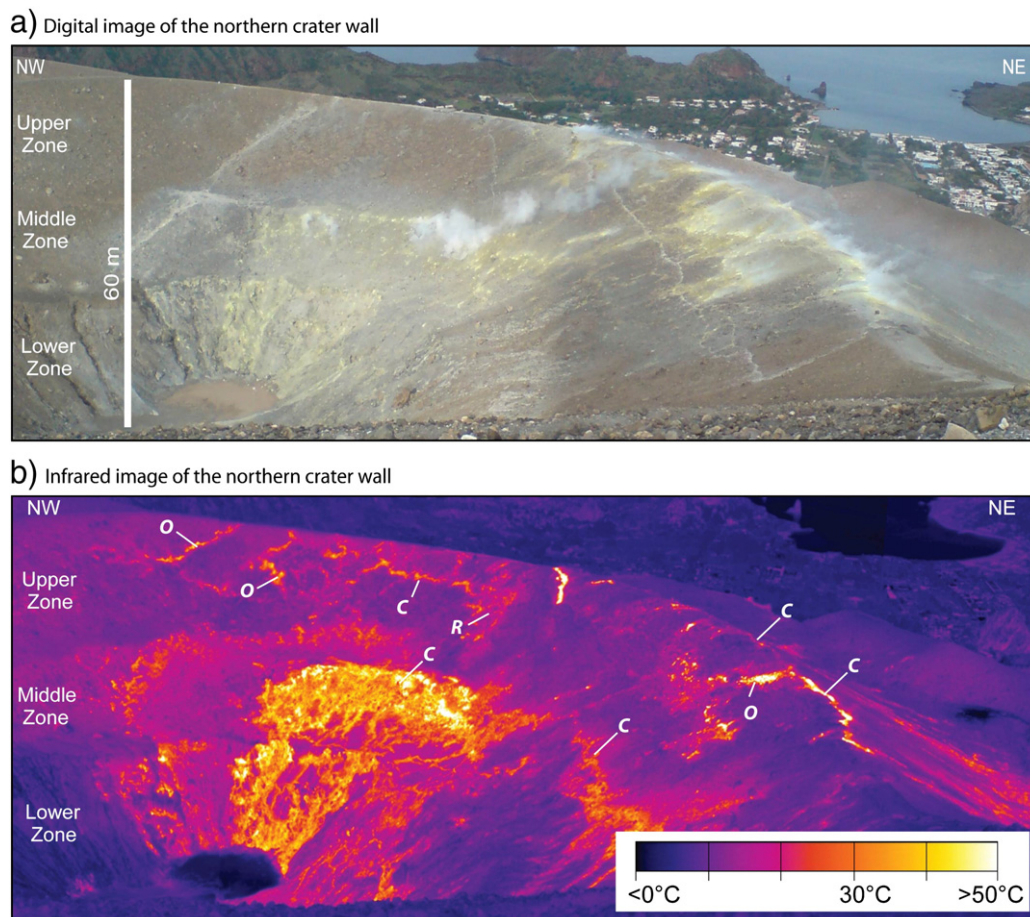 a) Digital image of the northern crater wall
NW NE
Upper
Zone
Middle
Zone
60 m
Lower
Zone
b) Infrared image of the northern crater wall
NW NE
O
O
Upper
Zone
C
R
C
C
C
Middle
Zone
O
C
Lower
Zone
<0°C 30°C >50°C